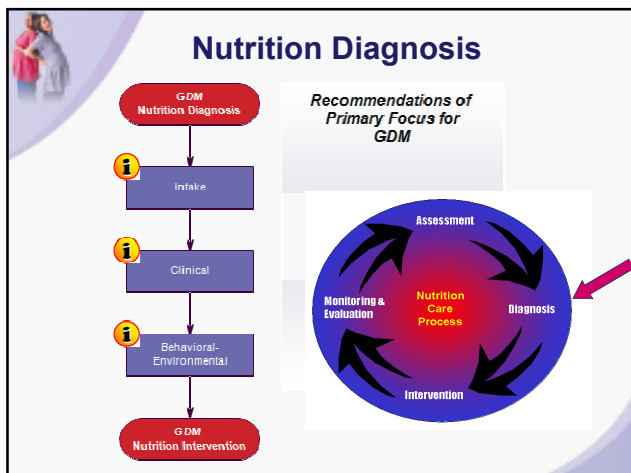 Nutrition Diagnosis
GDM
Nutrition Diagnosis
i
Intake
i
Clinical
i
Behavioral-
Environmental
GDM
Nutrition Intervention
Recommendations of
Primary Focus for
GDM
Assessment
Monitoring &
Evaluation
Nutrition
Care
Process
Diagnosis
Intervention